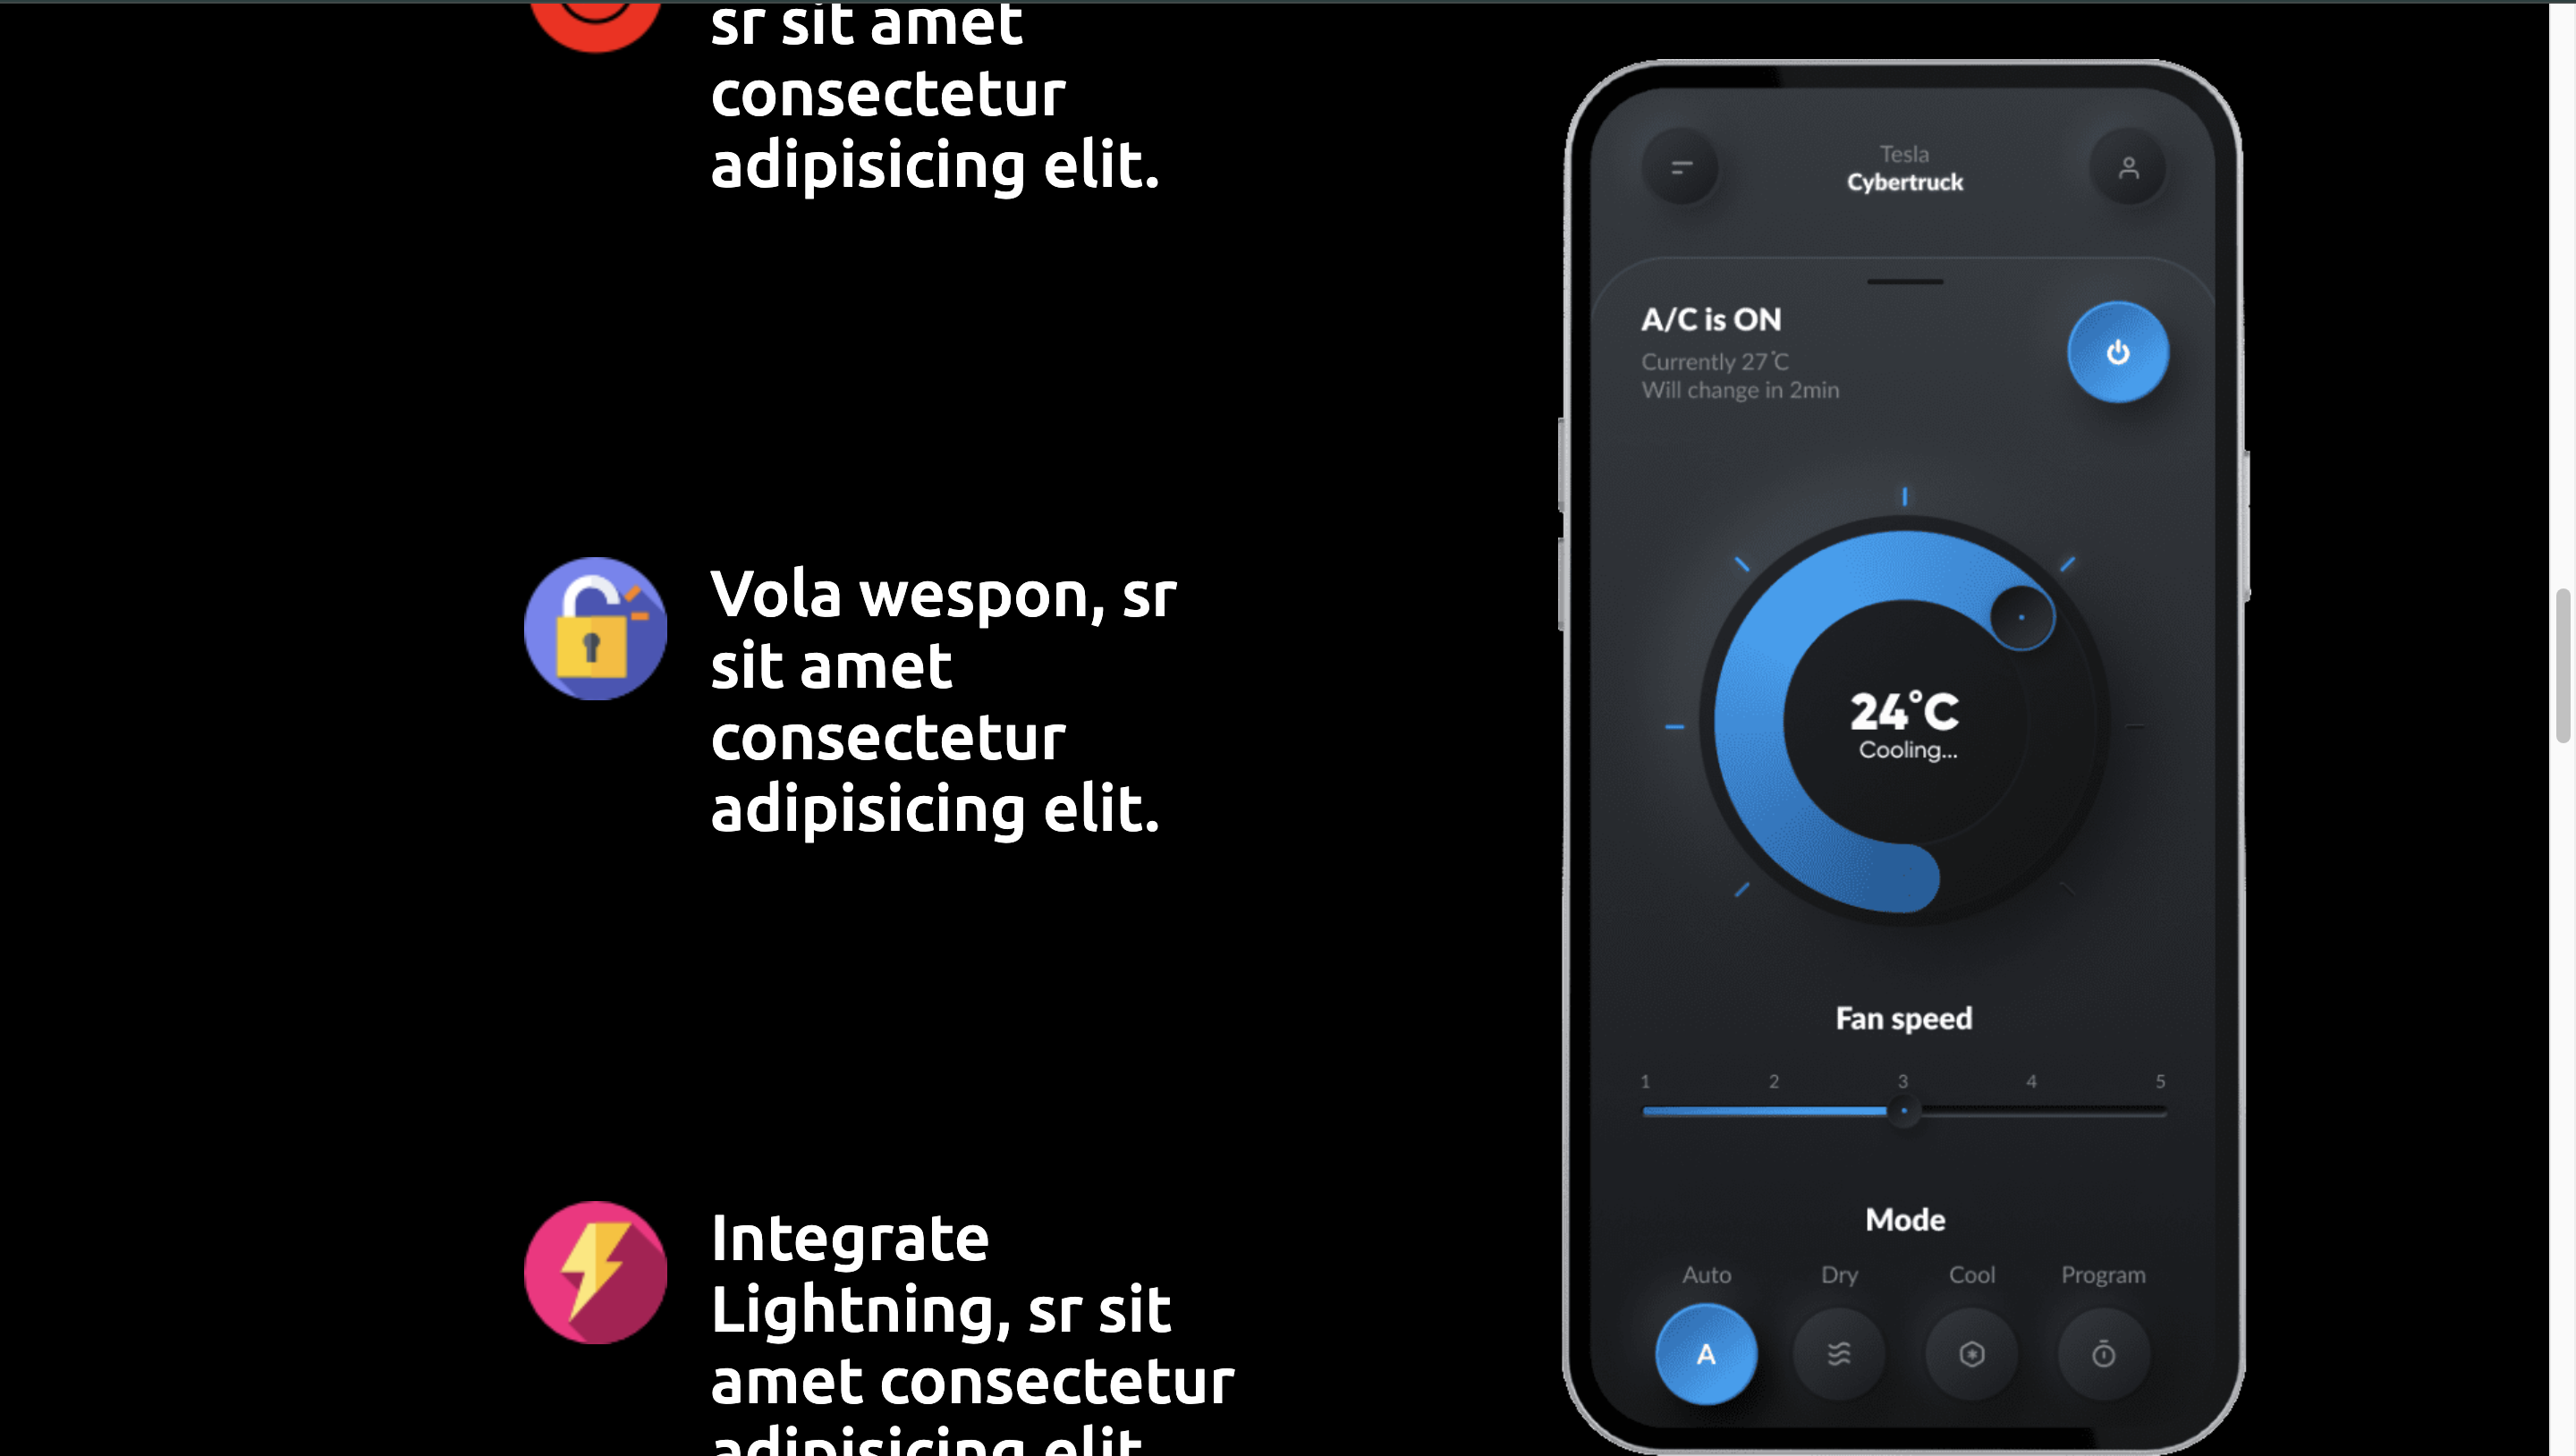 sr sit amet
consectetur
adipisicing elit.
Vola wespon, sr
sit amet
consectetur
adipisicing elit.
Integrate
Lightning, sr sit
amet consectetur
adipisicing elit
Tesla
Cybertruck
A/C is ON
Currently 27°C
Will change in 2min
24°C
Cooling...
Fan speed
1 2 3 4 5
Mode
Auto Dry Cool Program
A